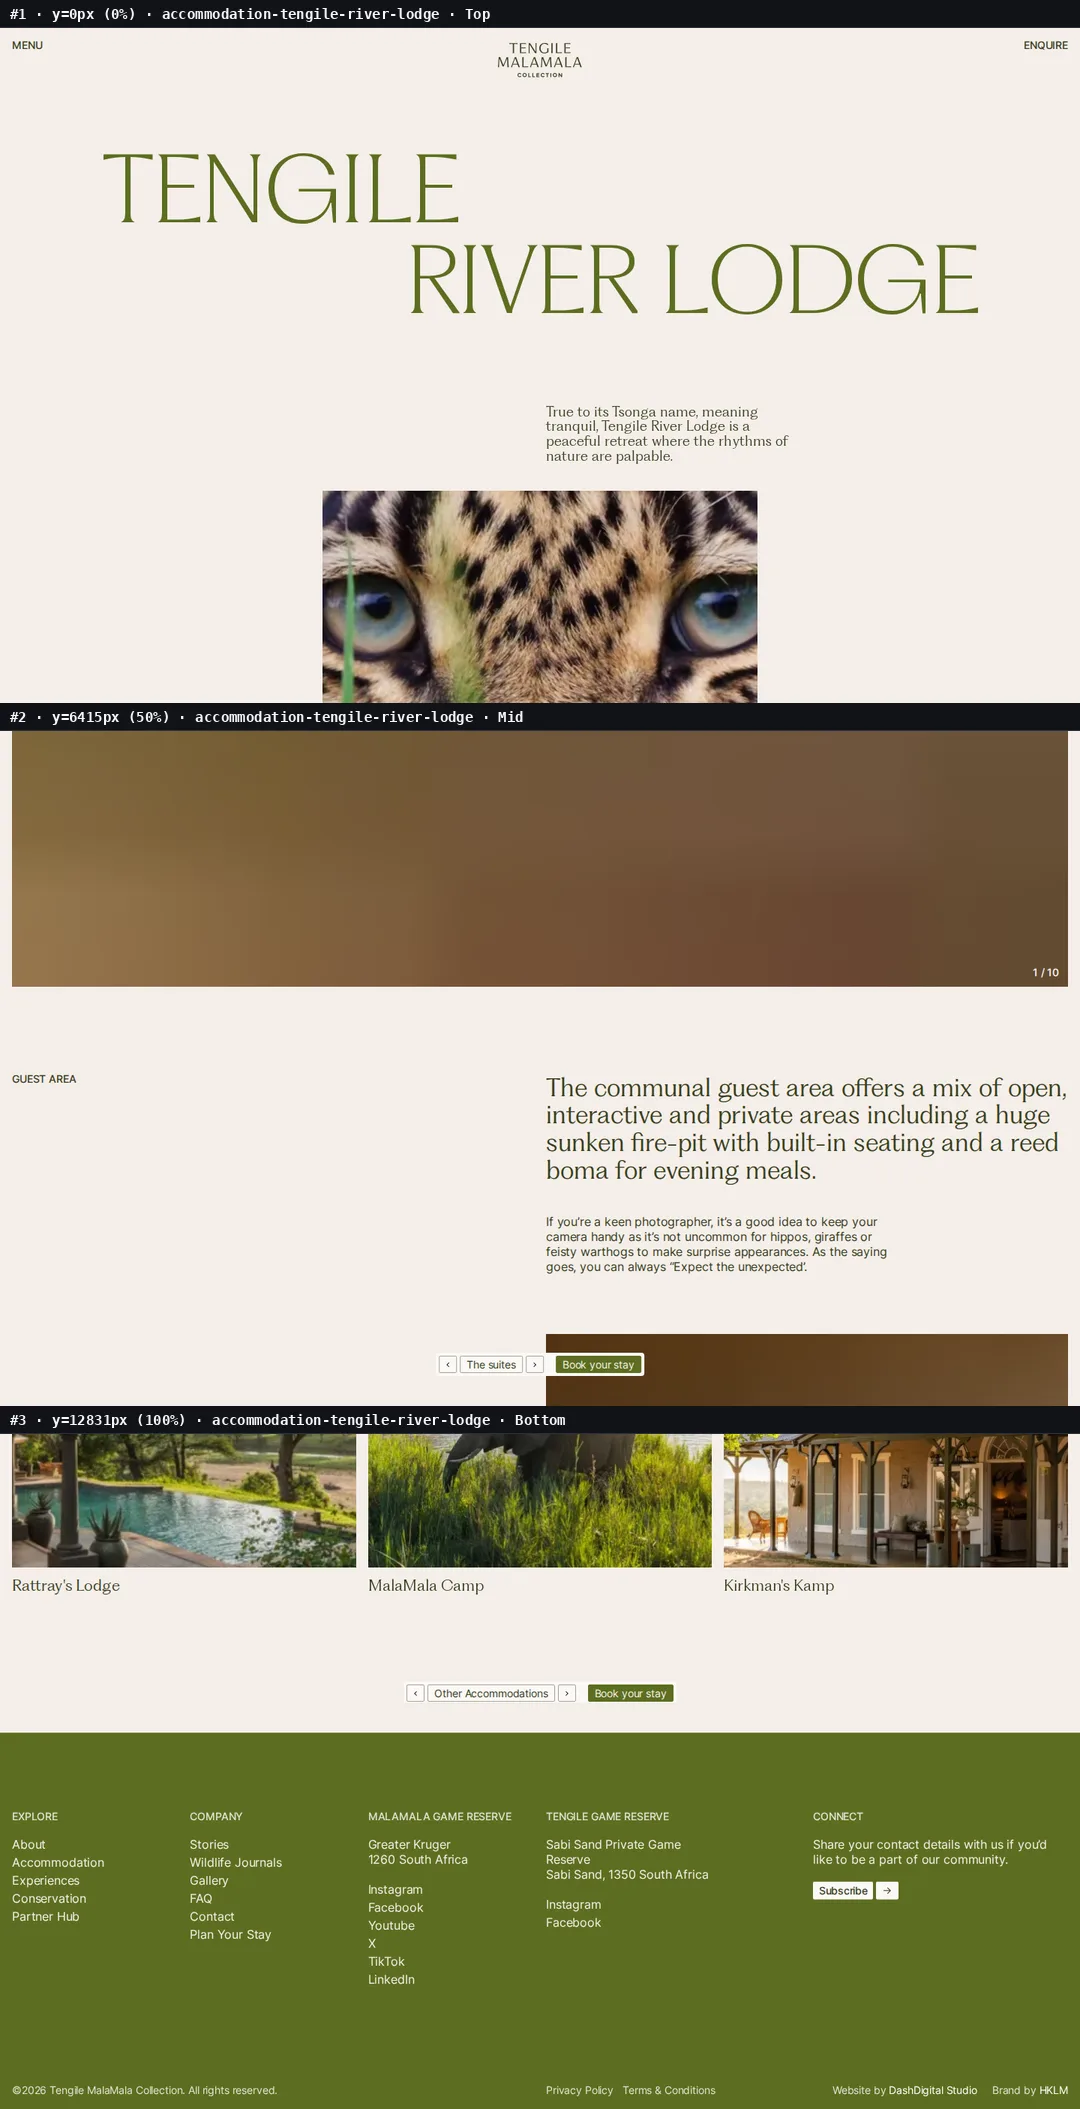 #1 · y=0px (0%) · accommodation-tengile-river-lodge · Top
MENU
TENGILE
MALAMALA
COLLECTION
ENQUIRE
TENGILE
RIVER LODGE
True to its Tsonga name, meaning
tranquil, Tengile River Lodge is a
peaceful retreat where the rhythms of
nature are palpable.
#2 · y=6415px (50%) · accommodation-tengile-river-lodge · Mid
1 / 10
GUEST AREA
The communal guest area offers a mix of open,
interactive and private areas including a huge
sunken fire-pit with built-in seating and a reed
boma for evening meals.
If you’re a keen photographer, it’s a good idea to keep your
camera handy as it’s not uncommon for hippos, giraffes or
feisty warthogs to make surprise appearances. As the saying
goes, you can always “Expect the unexpected’.
‹ The suites › Book your stay
#3 · y=12831px (100%) · accommodation-tengile-river-lodge · Bottom
Rattray's Lodge
MalaMala Camp
Kirkman's Kamp
‹ Other Accommodations › Book your stay
EXPLORE
About
Accommodation
Experiences
Conservation
Partner Hub
COMPANY
Stories
Wildlife Journals
Gallery
FAQ
Contact
Plan Your Stay
MALAMALA GAME RESERVE
Greater Kruger
1260 South Africa
Instagram
Facebook
Youtube
X
TikTok
LinkedIn
TENGILE GAME RESERVE
Sabi Sand Private Game
Reserve
Sabi Sand, 1350 South Africa
Instagram
Facebook
CONNECT
Share your contact details with us if you’d
like to be a part of our community.
Subscribe →
©2026 Tengile MalaMala Collection. All rights reserved.
Privacy Policy Terms & Conditions
Website by DashDigital Studio Brand by HKLM